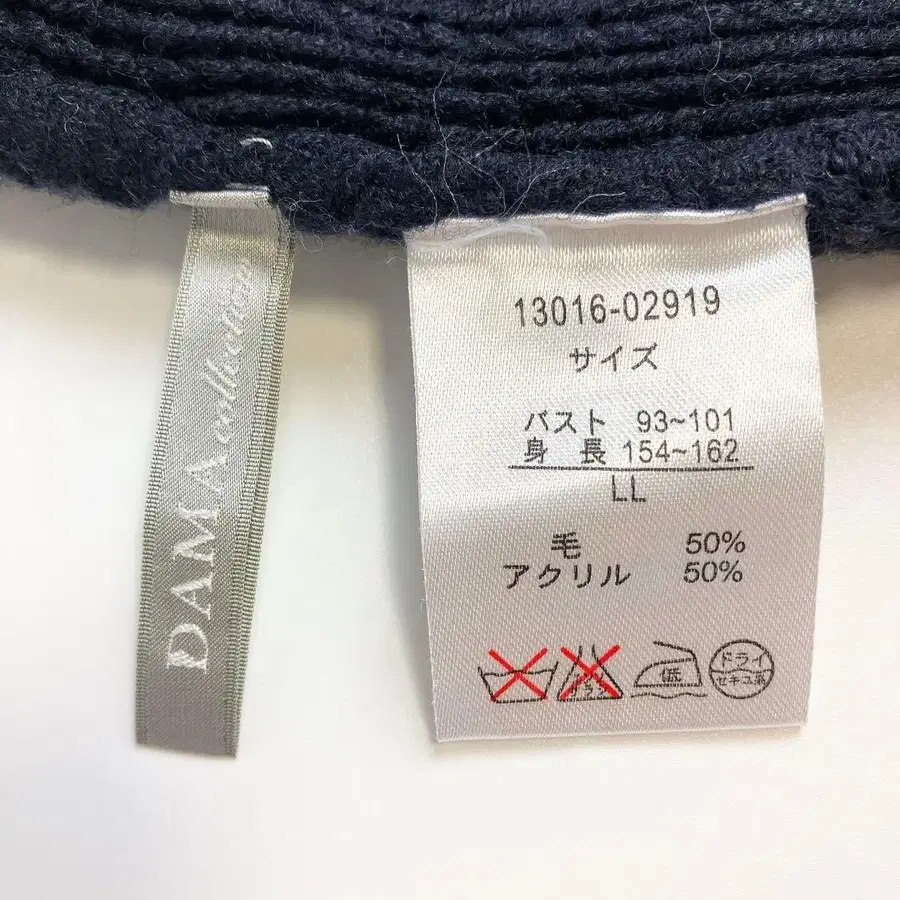 DAMA collection
13016-02919
サイズ
バスト 93~101
身 長 154~162
LL
毛 50%
アクリル 50%
低
ドライ
セキユ系